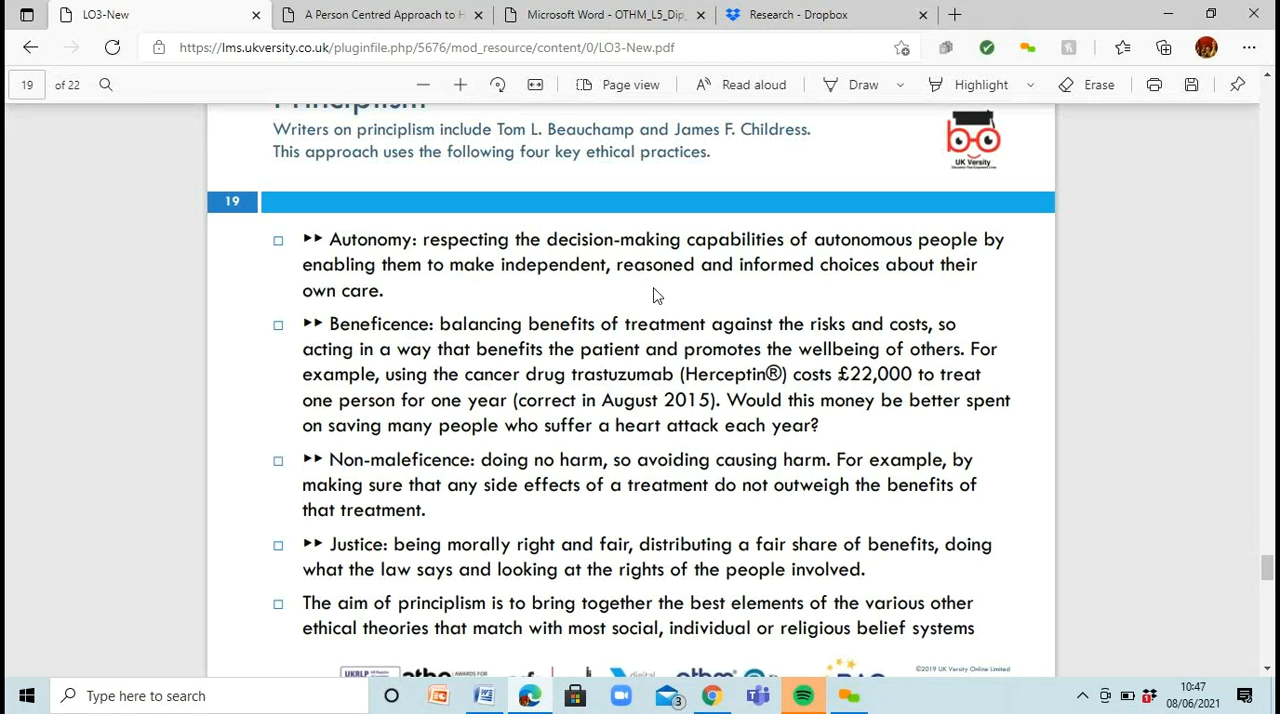 LO3-New
A Person Centred Approach to H
Microsoft Word - OTHM_L5_Dip_
Research - Dropbox
https://lms.ukversity.co.uk/pluginfile.php/5676/mod_resource/content/0/LO3-New.pdf
19 of 22
Page view
Read aloud
Draw
Highlight
Erase
Principlism
Writers on principlism include Tom L. Beauchamp and James F. Childress.
This approach uses the following four key ethical practices.
UK Versity
19
Autonomy: respecting the decision-making capabilities of autonomous people by
enabling them to make independent, reasoned and informed choices about their
own care.
Beneficence: balancing benefits of treatment against the risks and costs, so
acting in a way that benefits the patient and promotes the wellbeing of others. For
example, using the cancer drug trastuzumab (Herceptin®) costs £22,000 to treat
one person for one year (correct in August 2015). Would this money be better spent
on saving many people who suffer a heart attack each year?
Non-maleficence: doing no harm, so avoiding causing harm. For example, by
making sure that any side effects of a treatment do not outweigh the benefits of
that treatment.
Justice: being morally right and fair, distributing a fair share of benefits, doing
what the law says and looking at the rights of the people involved.
The aim of principlism is to bring together the best elements of the various other
ethical theories that match with most social, individual or religious belief systems
UKRLP
AWARDS FOR
digital
©2019 UK Versity Online Limited
Type here to search
3
10:47
08/06/2021